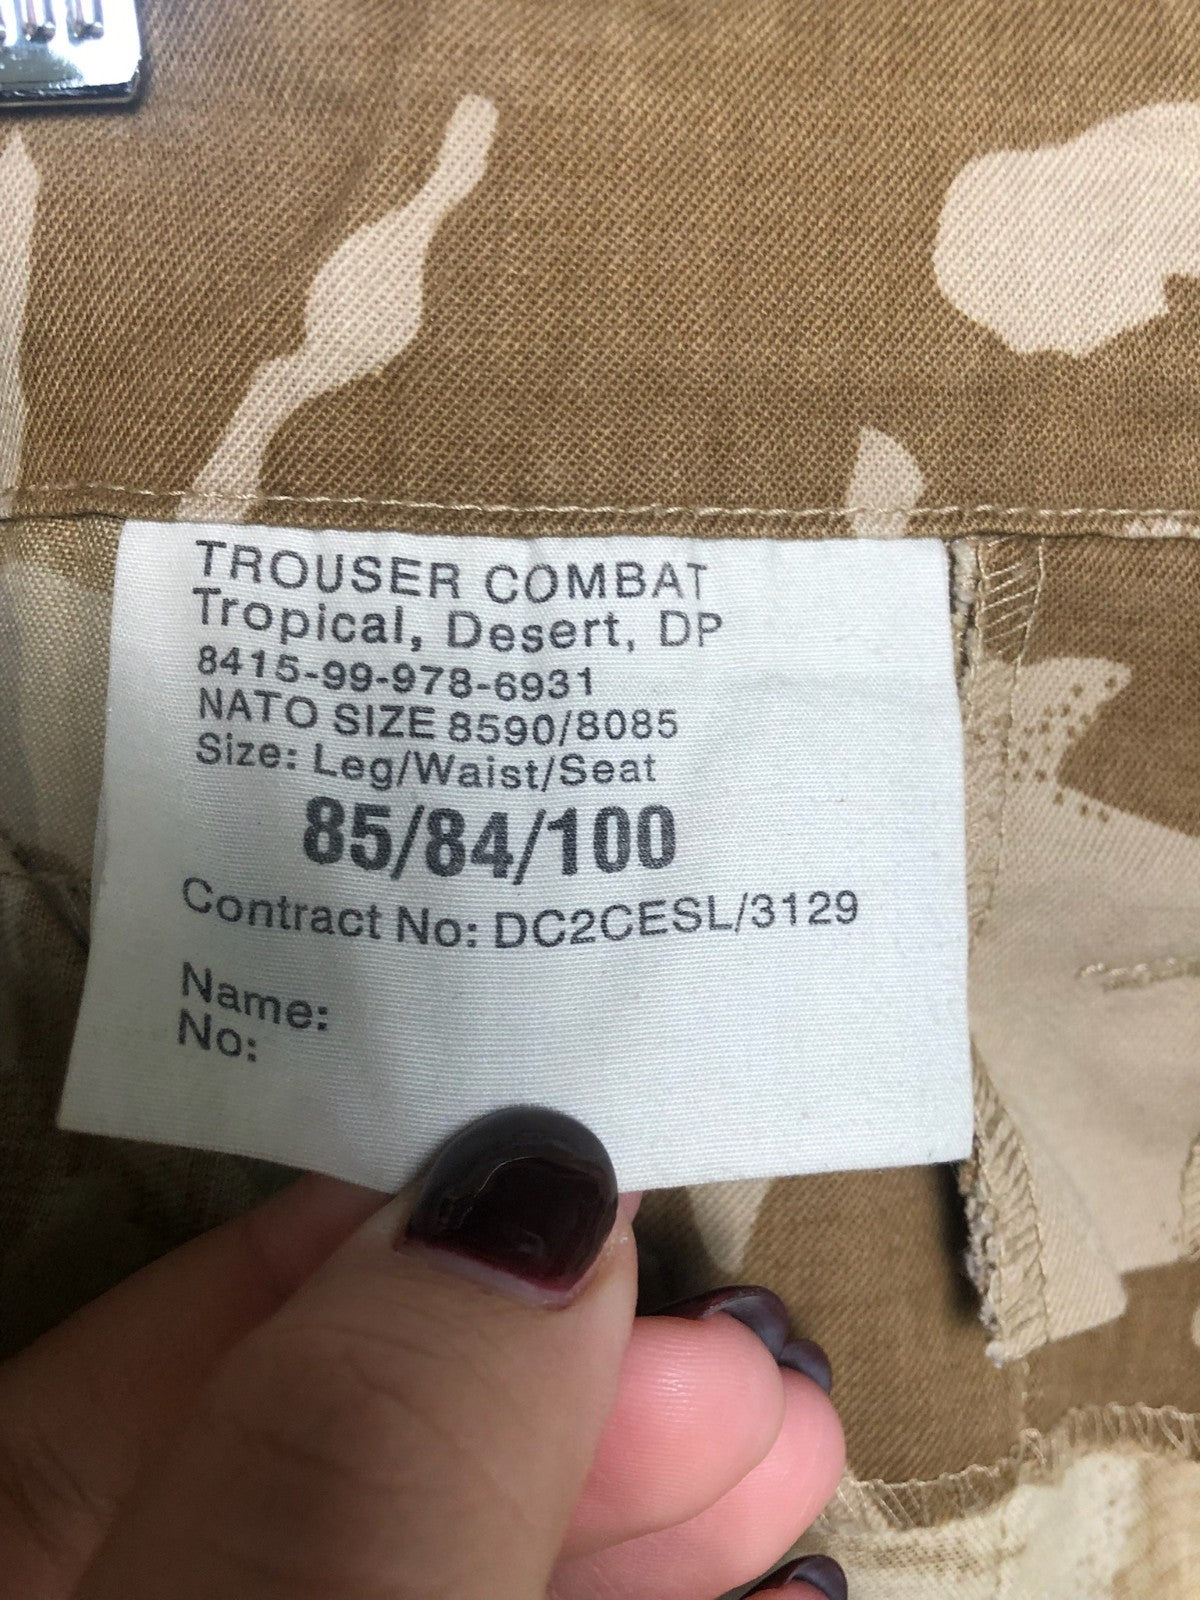 TROUSER COMBAT
Tropical, Desert, DP
8415-99-978-6931
NATO SIZE 8590/8085
Size: Leg/Waist/Seat
85/84/100
Contract No: DC2CESL/3129
Name:
No: